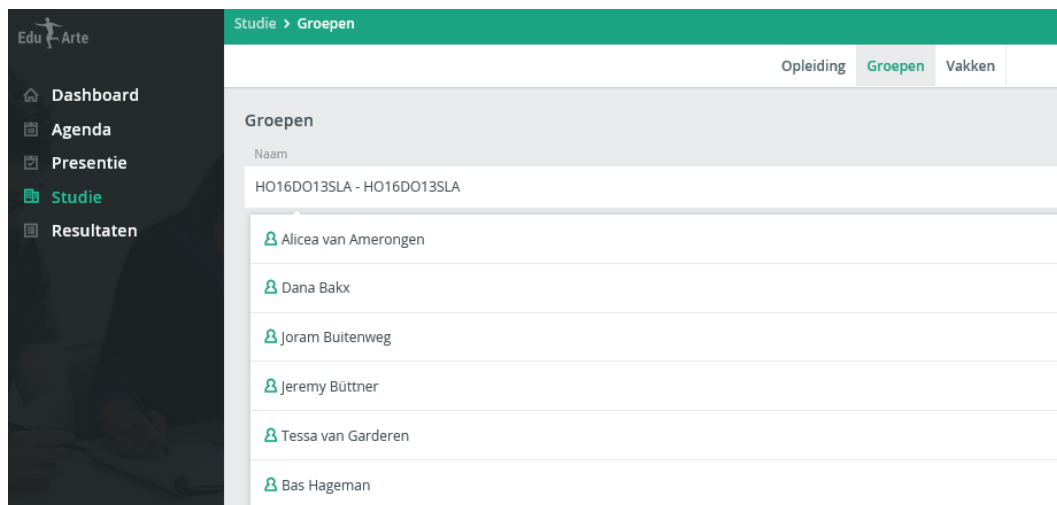 Edu Arte
Studie > Groepen
Opleiding Groepen Vakken
Dashboard
Agenda
Presentie
Studie
Resultaten
Groepen
Naam
HO16DO13SLA - HO16DO13SLA
Alicea van Amerongen
Dana Bakx
Joram Buitenweg
Jeremy Büttner
Tessa van Garderen
Bas Hageman